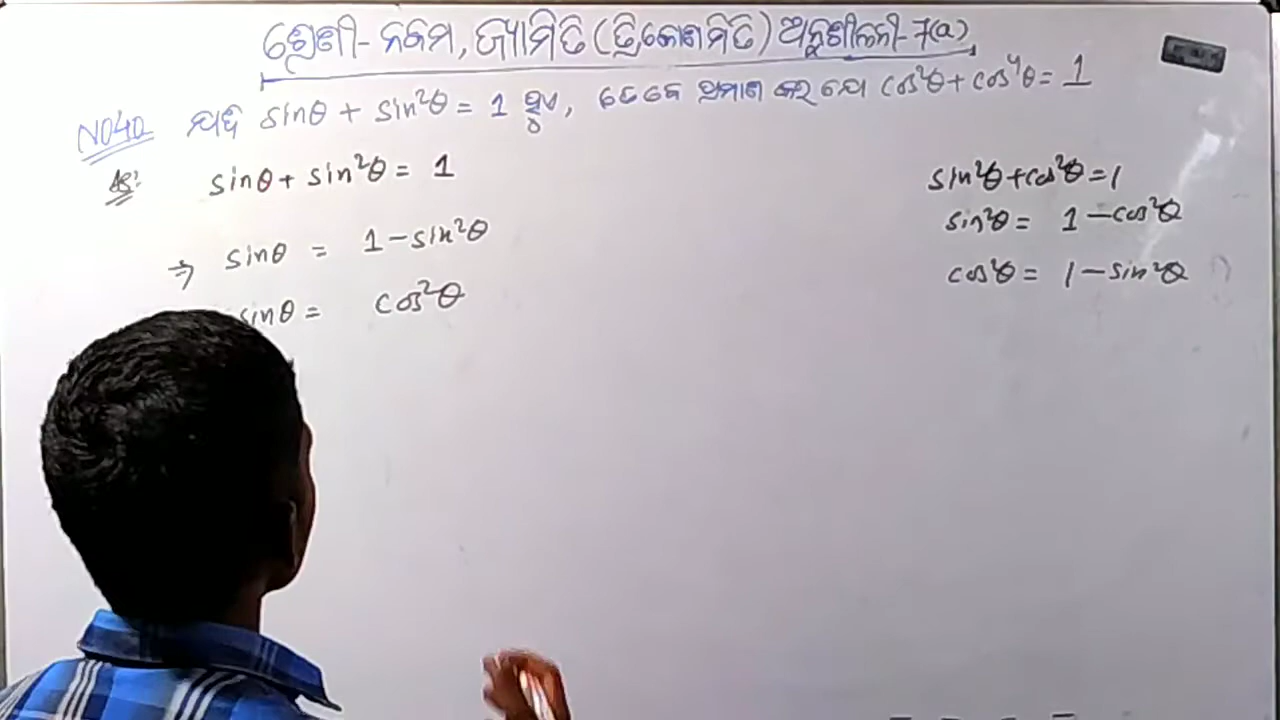 ଶ୍ରେଣୀ - ନବମ, ଜ୍ୟାମିତି (ତ୍ରିକୋଣମିତି) ଅନୁଶୀଳନୀ - 7(a)
NO40 ଯଦି sinθ + sin²θ = 1 ହୁଏ, ତେବେ ପ୍ରମାଣ କର ଯେ cos²θ + cos⁴θ = 1
sinθ + sin²θ = 1
⇒ sinθ = 1 - sin²θ
sinθ = cos²θ
sin²θ + cos²θ = 1
sin²θ = 1 - cos²θ
cos²θ = 1 - sin²θ